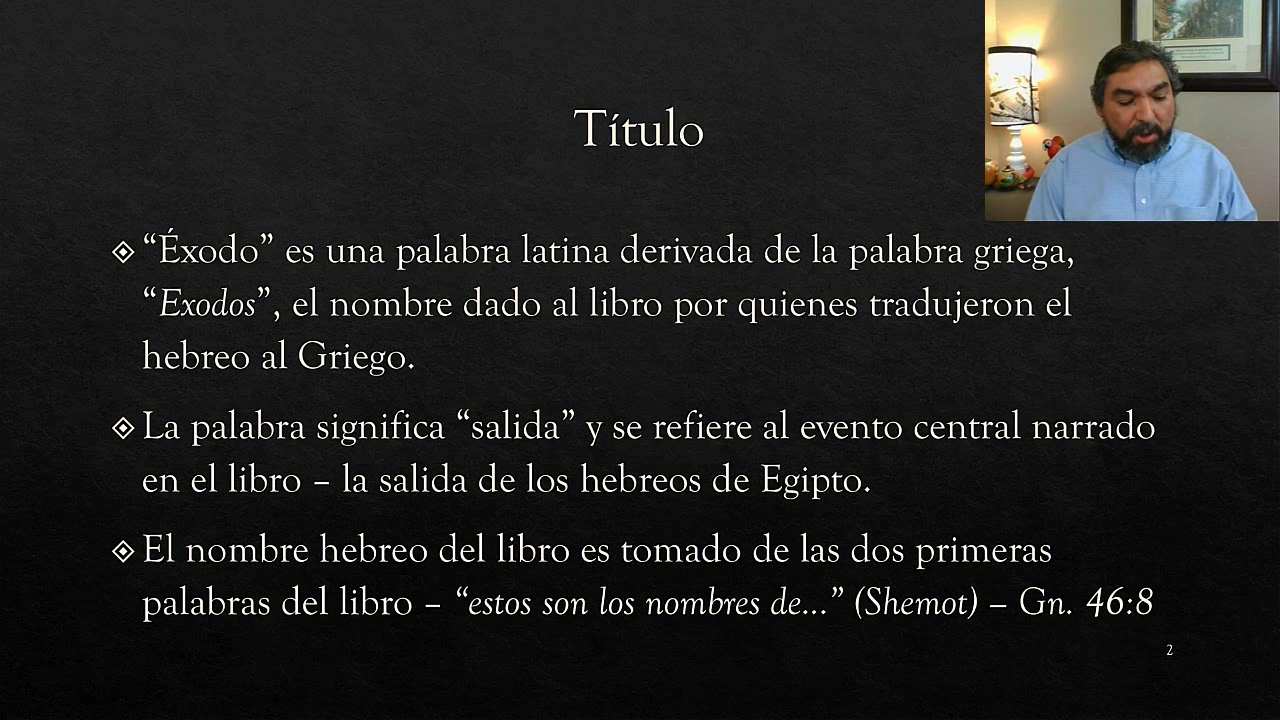 Título
“Éxodo” es una palabra latina derivada de la palabra griega,
“Exodos”, el nombre dado al libro por quienes tradujeron el
hebreo al Griego.
La palabra significa “salida” y se refiere al evento central narrado
en el libro – la salida de los hebreos de Egipto.
El nombre hebreo del libro es tomado de las dos primeras
palabras del libro – “estos son los nombres de…” (Shemot) – Gn. 46:8
2